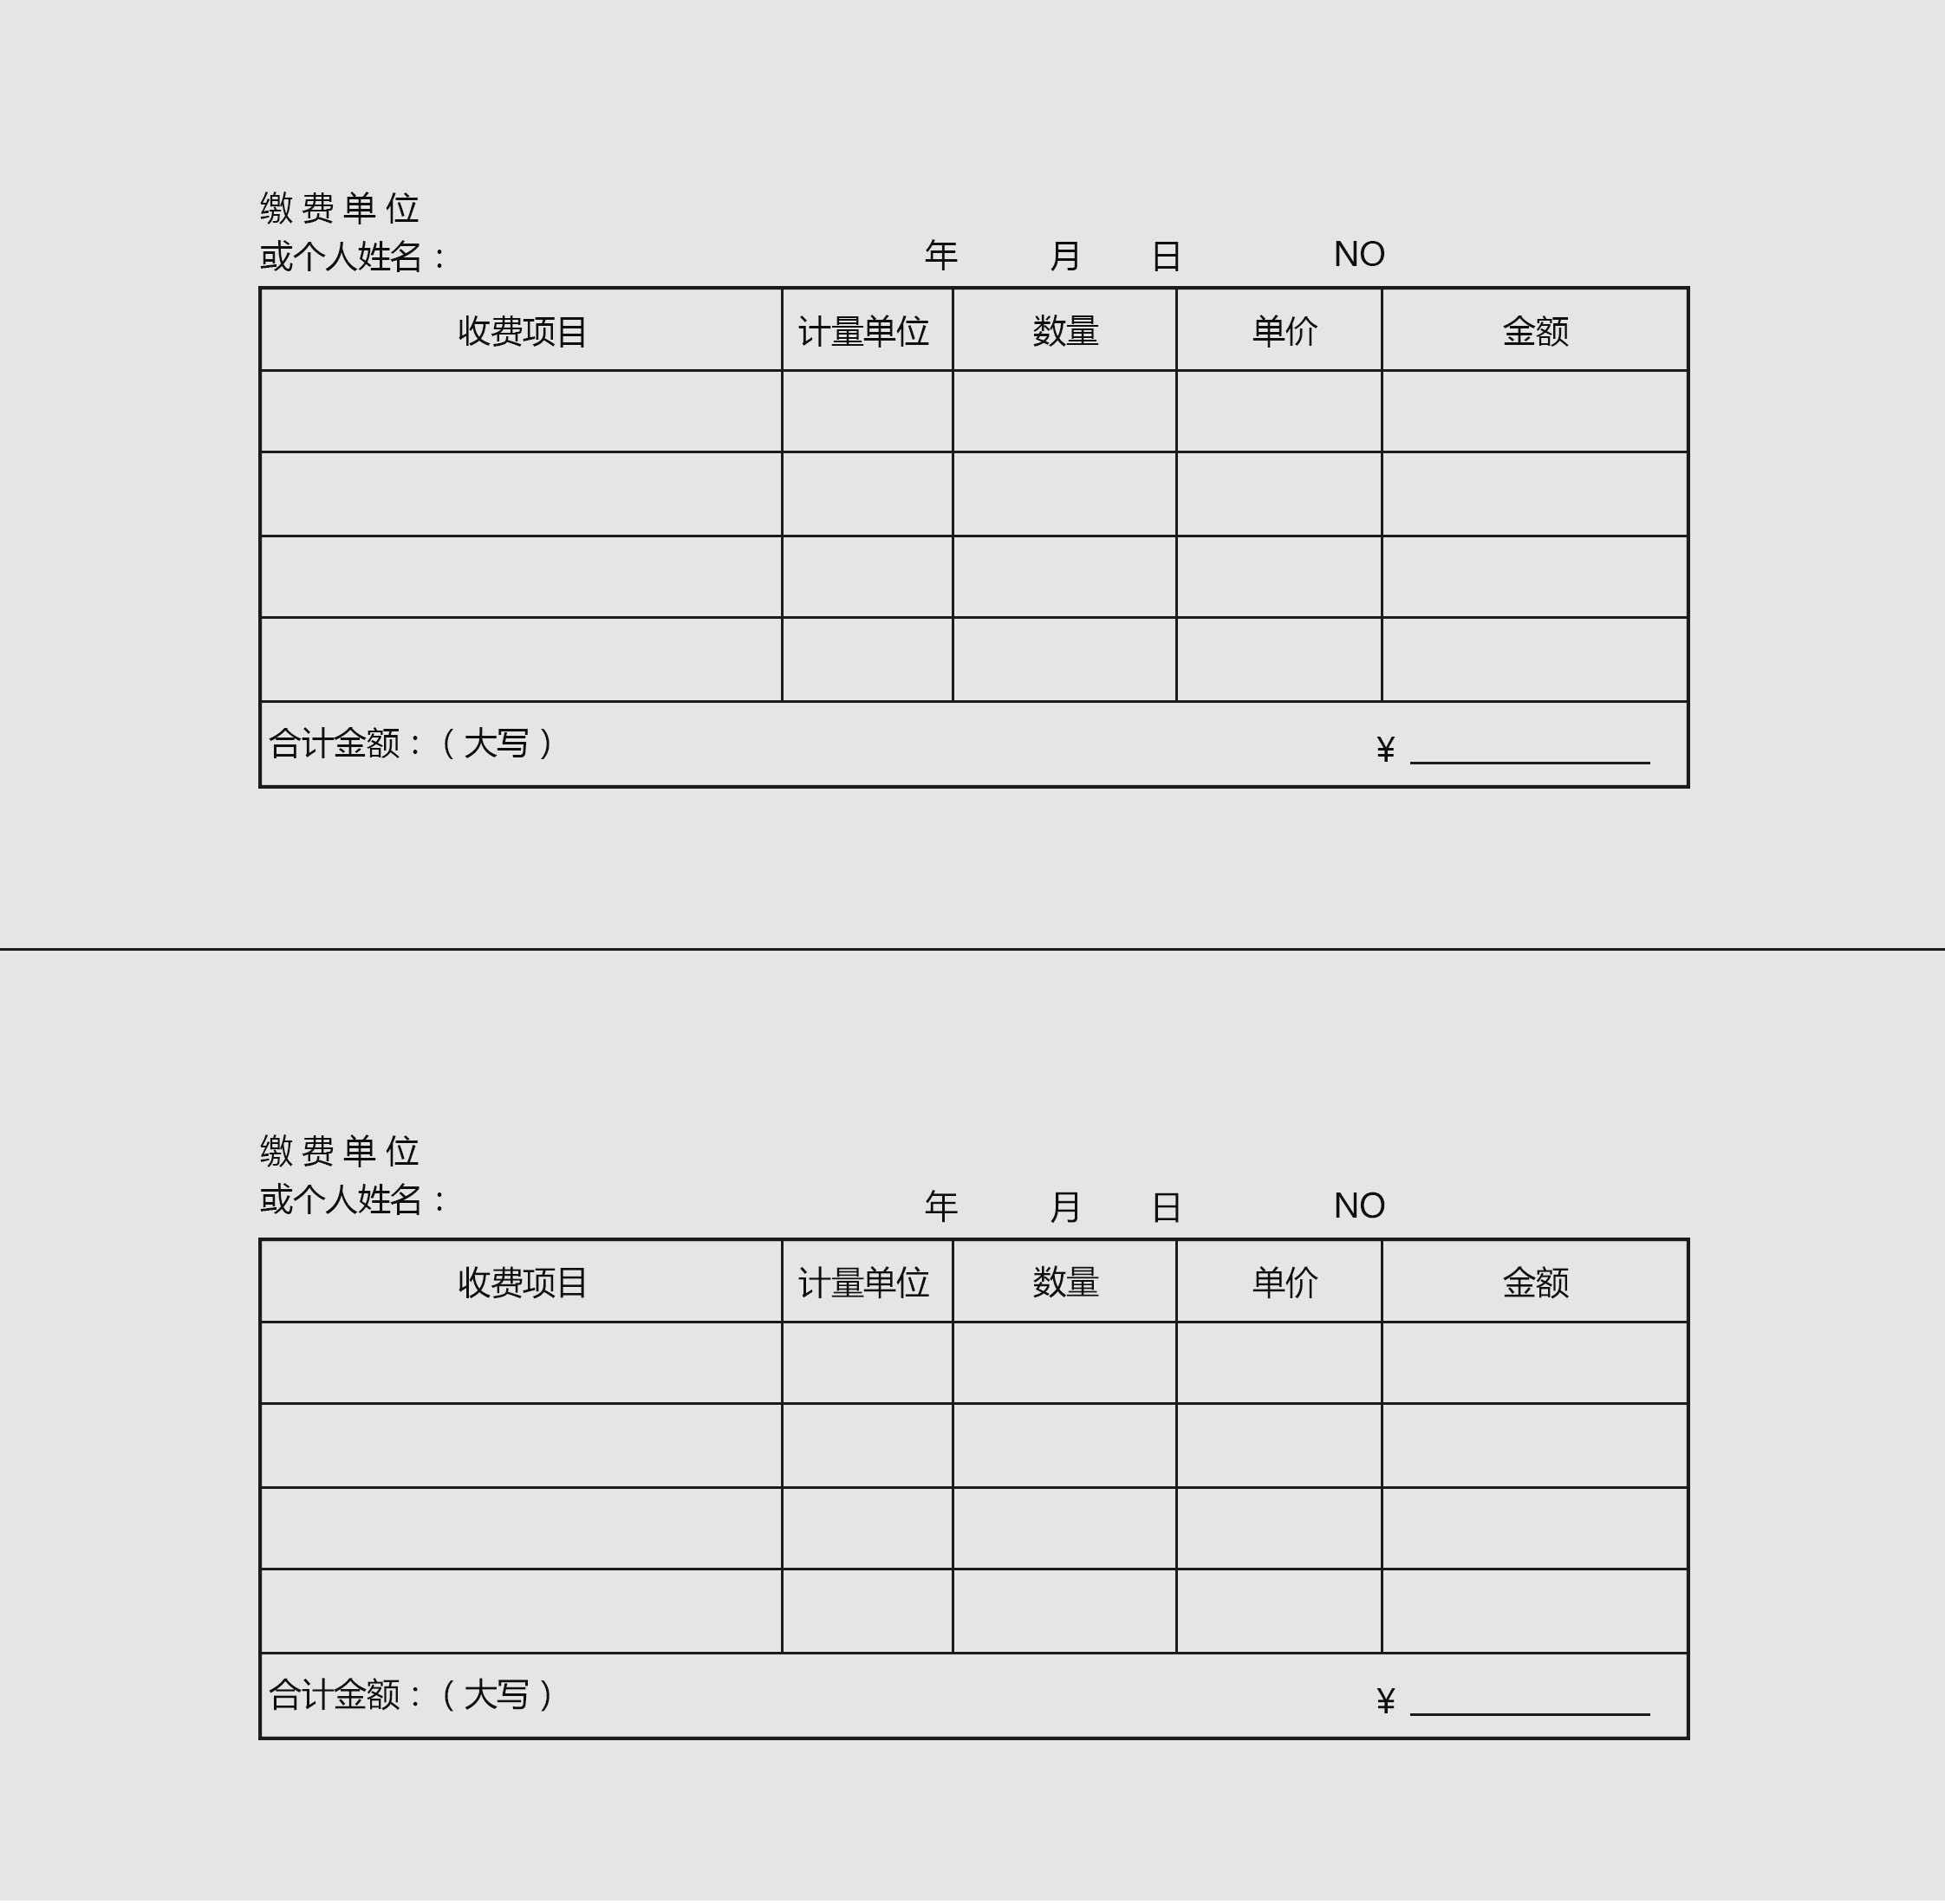 缴费单位
或个人姓名：
年 月 日 NO
收费项目 计量单位 数量 单价 金额
合计金额：（大写） ¥
缴费单位
或个人姓名：
年 月 日 NO
收费项目 计量单位 数量 单价 金额
合计金额：（大写） ¥